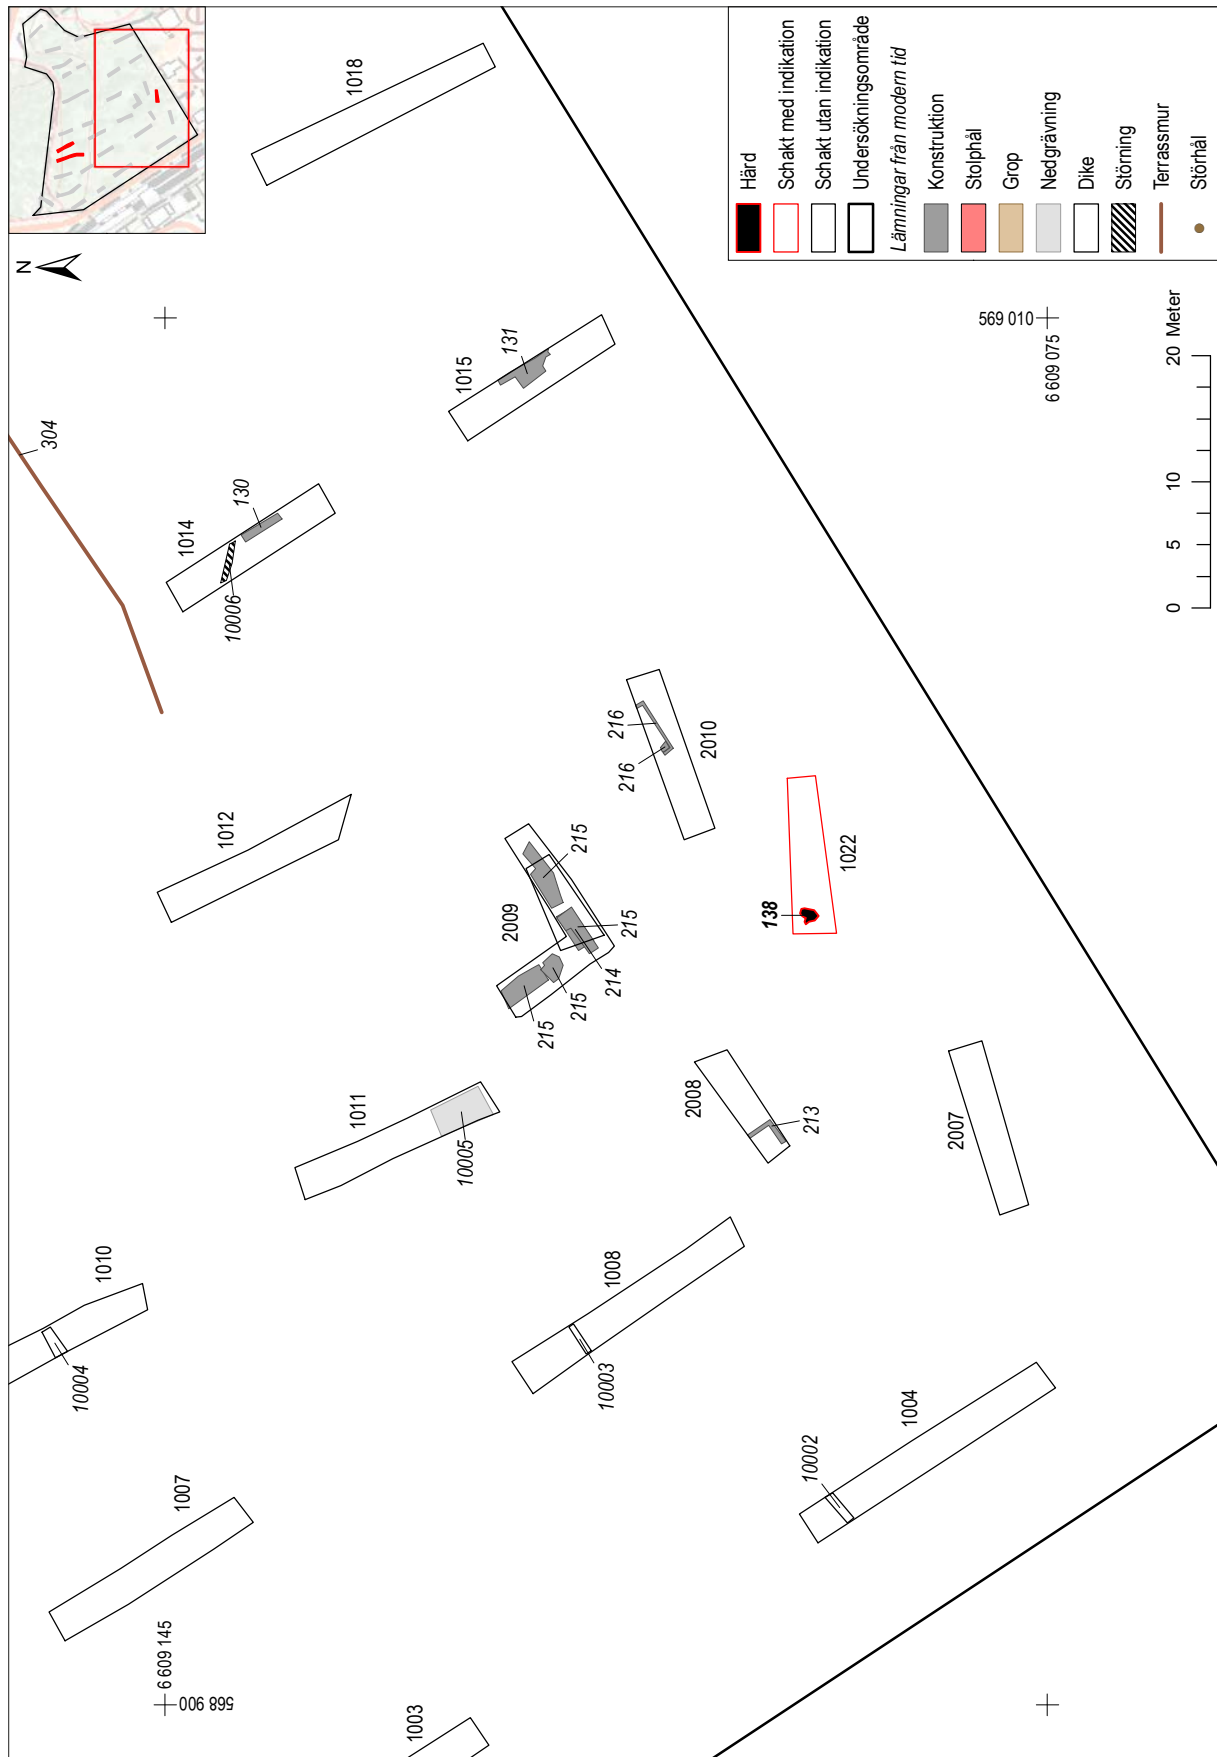 N
304
1018
1014
130
10006
1015
131
1012
216
216
2010
2009
215
215
214
215
215
138
1022
1011
10005
2008
213
2007
1010
10004
1008
10003
1007
10002
1004
1003
6 609 145
568 900
569 010
6 609 075
0 5 10 20 Meter
Härd
Schakt med indikation
Schakt utan indikation
Undersökningsområde
Lämningar från modern tid
Konstruktion
Stolphål
Grop
Nedgrävning
Dike
Störning
Terrassmur
Störhål